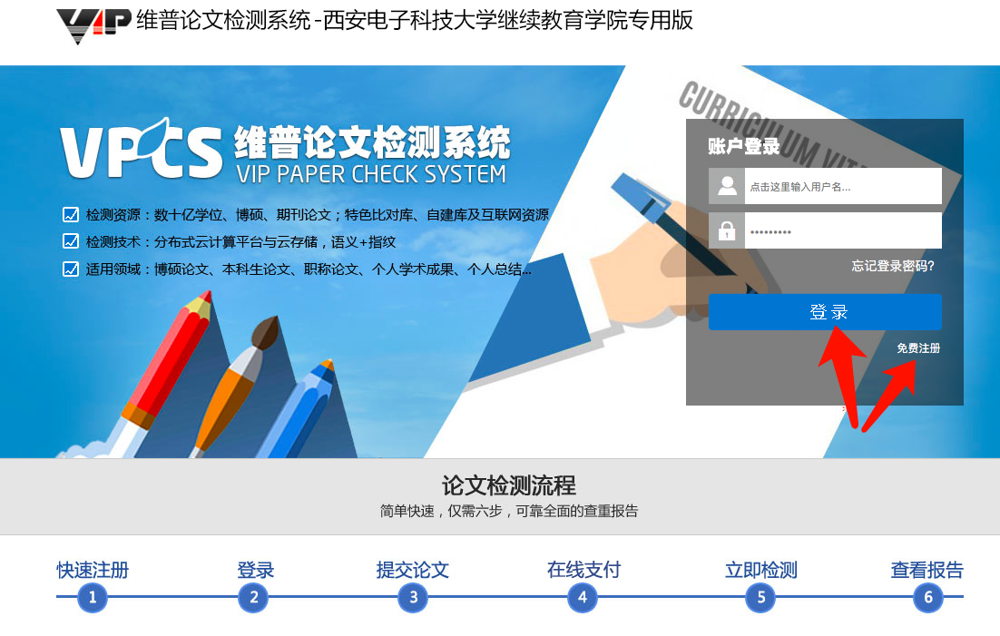 VIP 维普论文检测系统-西安电子科技大学继续教育学院专用版
CURRICULUM VITA
VPCS 维普论文检测系统
VIP PAPER CHECK SYSTEM
检测资源：数十亿学位、博硕、期刊论文；特色比对库、自建库及互联网资源
检测技术：分布式云计算平台与云存储，语义+指纹
适用领域：博硕论文、本科生论文、职称论文、个人学术成果、个人总结...
账户登录
点击这里输入用户名...
•••••••••
忘记登录密码?
登录
免费注册
论文检测流程
简单快速，仅需六步，可靠全面的查重报告
快速注册 登录 提交论文 在线支付 立即检测 查看报告
1 2 3 4 5 6